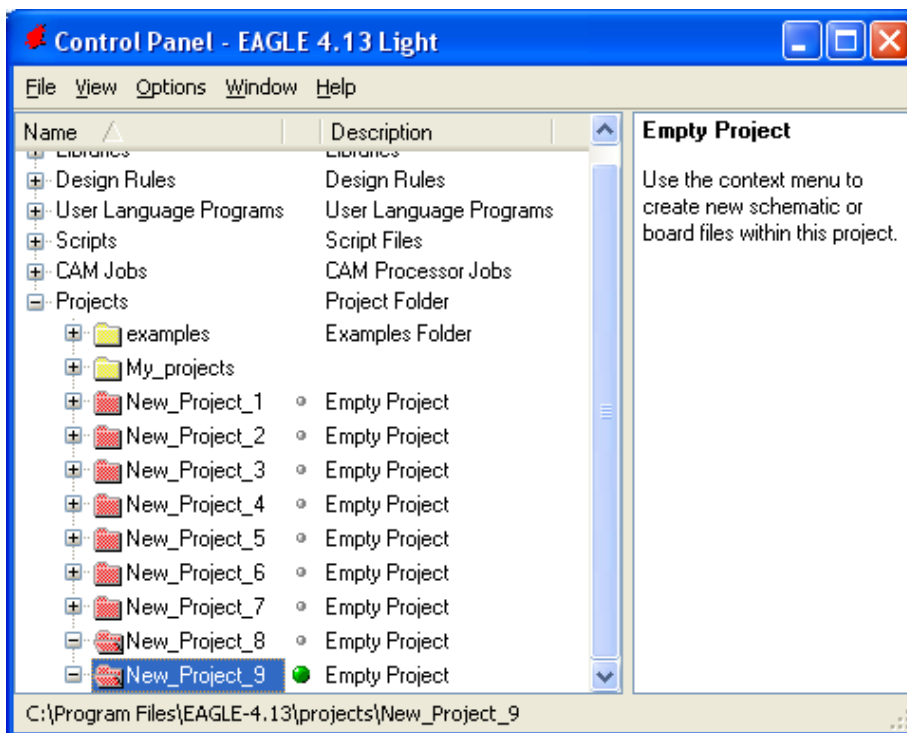 Control Panel - EAGLE 4.13 Light
File View Options Window Help
Name Description
Libraries Libraries
Design Rules Design Rules
User Language Programs User Language Programs
Scripts Script Files
CAM Jobs CAM Processor Jobs
Projects Project Folder
examples Examples Folder
My_projects
New_Project_1 Empty Project
New_Project_2 Empty Project
New_Project_3 Empty Project
New_Project_4 Empty Project
New_Project_5 Empty Project
New_Project_6 Empty Project
New_Project_7 Empty Project
New_Project_8 Empty Project
New_Project_9 Empty Project
Empty Project
Use the context menu to
create new schematic or
board files within this project.
C:\Program Files\EAGLE-4.13\projects\New_Project_9